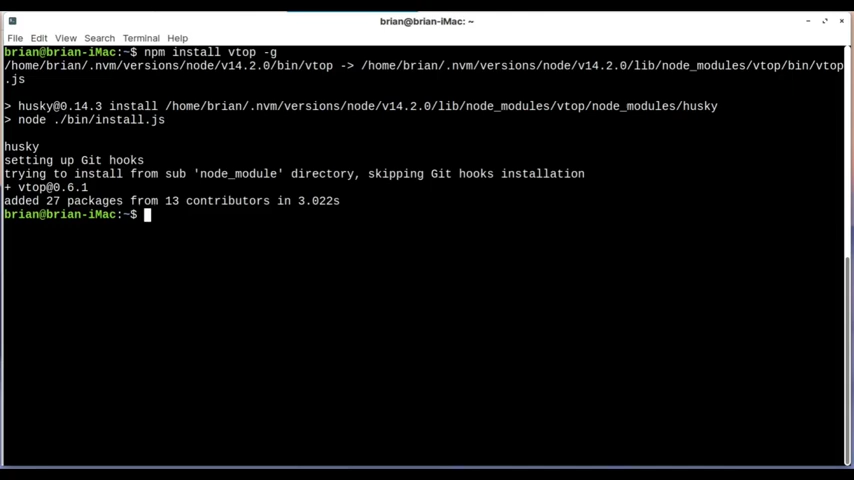 brian@brian-iMac: ~
File Edit View Search Terminal Help
brian@brian-iMac:~$ npm install vtop -g
/home/brian/.nvm/versions/node/v14.2.0/bin/vtop -> /home/brian/.nvm/versions/node/v14.2.0/lib/node_modules/vtop/bin/vtop
.js
> husky@0.14.3 install /home/brian/.nvm/versions/node/v14.2.0/lib/node_modules/vtop/node_modules/husky
> node ./bin/install.js
husky
setting up Git hooks
trying to install from sub 'node_module' directory, skipping Git hooks installation
+ vtop@0.6.1
added 27 packages from 13 contributors in 3.022s
brian@brian-iMac:~$